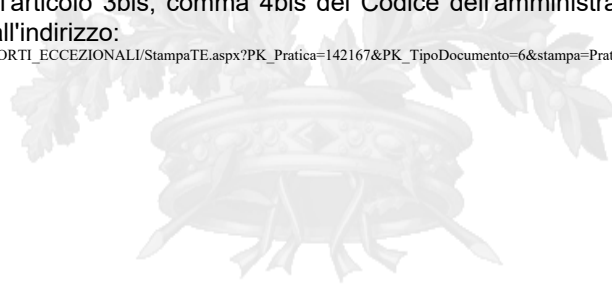 l'articolo 3bis, comma 4bis del Codice dell'amministra
all'indirizzo:
ORTI_ECCEZIONALI/StampaTE.aspx?PK_Pratica=142167&PK_TipoDocumento=6&stampa=Prat